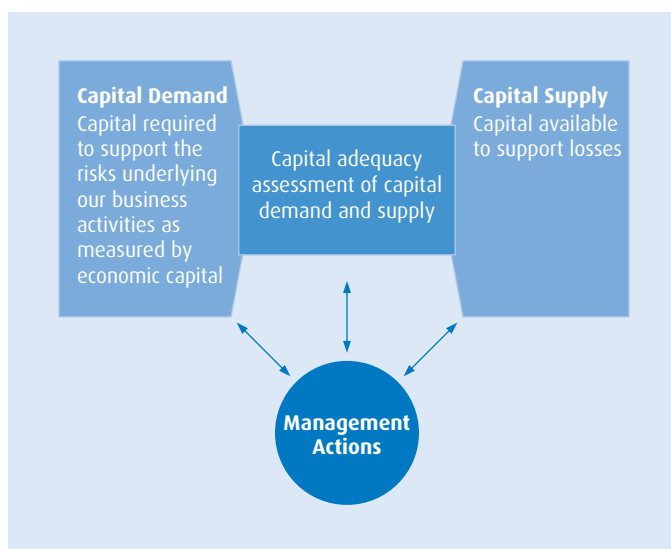 Capital Demand
Capital required
to support the
risks underlying
our business
activities as
measured by
economic capital
Capital adequacy
assessment of capital
demand and supply
Capital Supply
Capital available
to support losses
Management
Actions